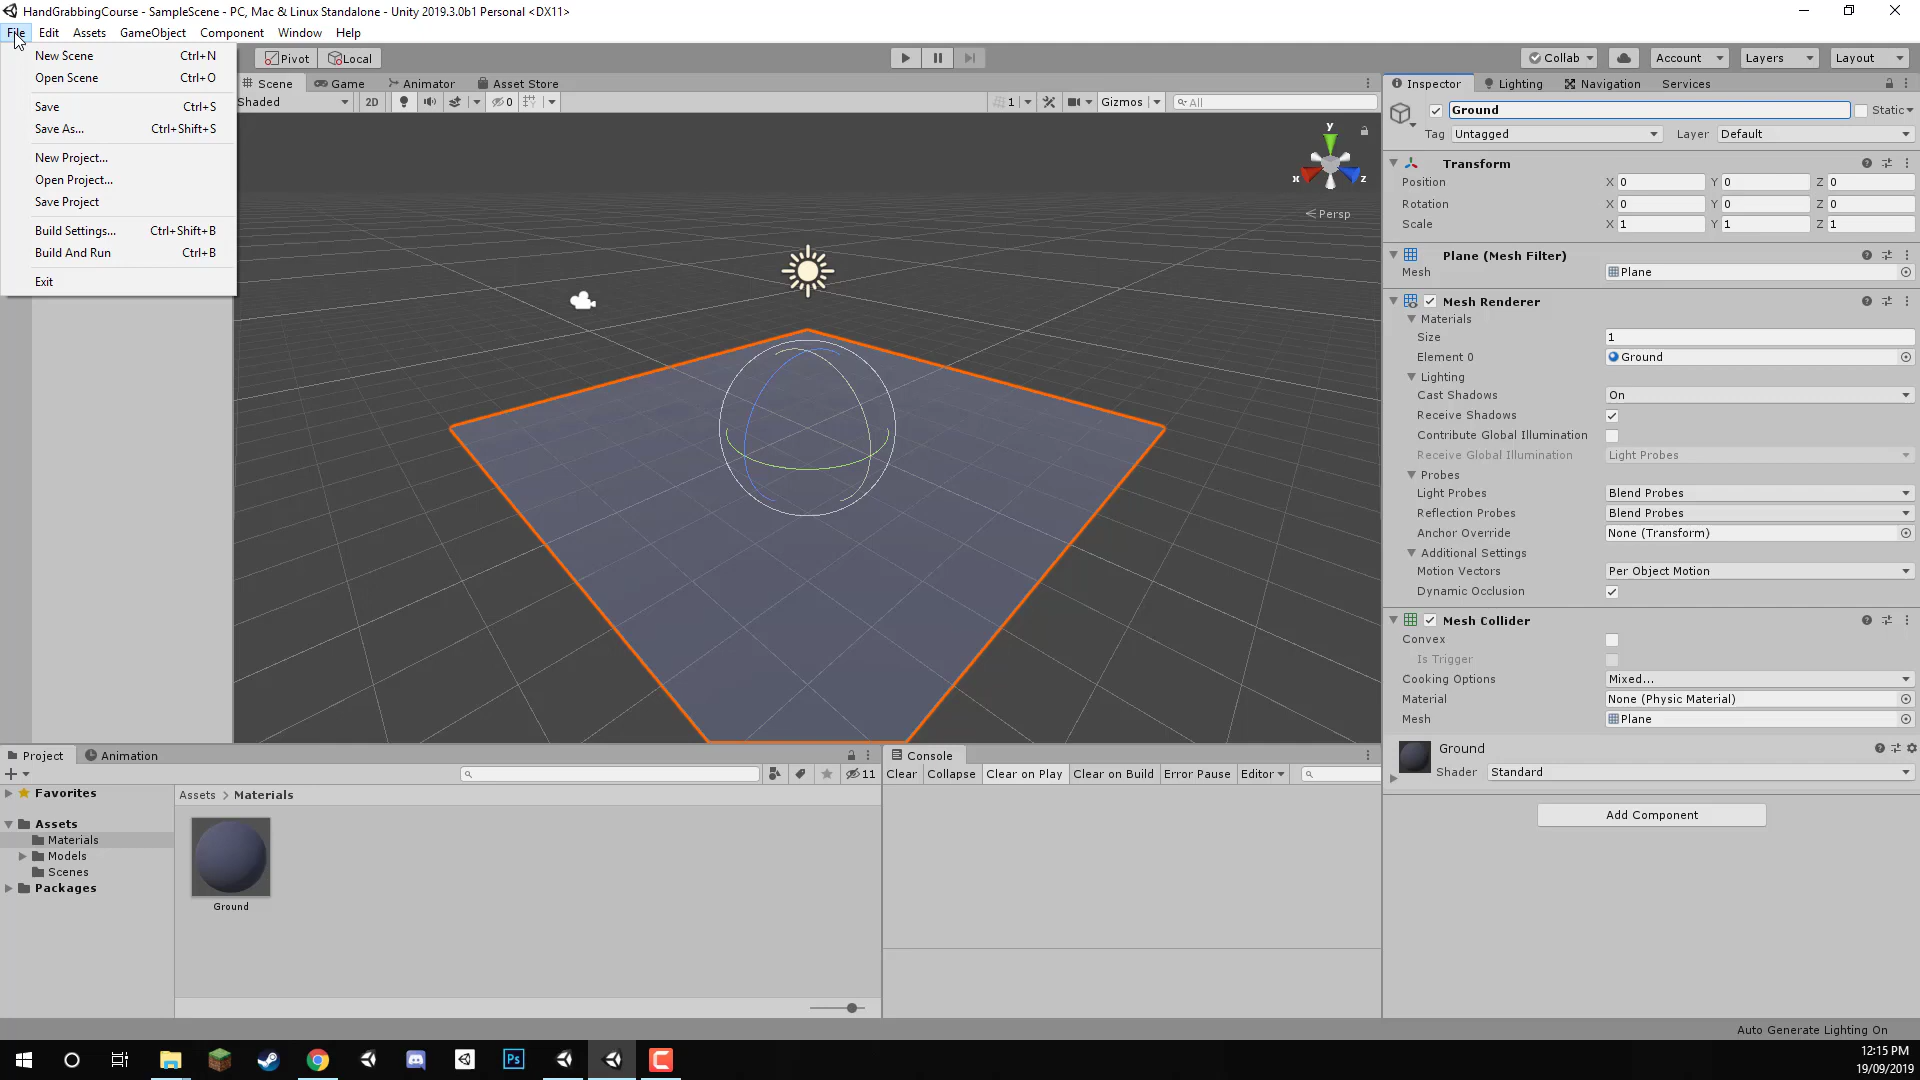 HandGrabbingCourse - SampleScene - PC, Mac & Linux Standalone - Unity 2019.3.0b1 Personal <DX11>
File Edit Assets GameObject Component Window Help
New Scene Ctrl+N
Open Scene Ctrl+O
Save Ctrl+S
Save As... Ctrl+Shift+S
New Project...
Open Project...
Save Project
Build Settings... Ctrl+Shift+B
Build And Run Ctrl+B
Exit
Pivot Local
Collab Account Layers Layout
Scene Game Animator Asset Store
Shaded 2D 0 1 Gizmos All
y
x z
Persp
Inspector Lighting Navigation Services
Ground Static
Tag Untagged Layer Default
Transform
Position X 0 Y 0 Z 0
Rotation X 0 Y 0 Z 0
Scale X 1 Y 1 Z 1
Plane (Mesh Filter)
Mesh Plane
Mesh Renderer
Materials
Size 1
Element 0 Ground
Lighting
Cast Shadows On
Receive Shadows
Contribute Global Illumination
Receive Global Illumination Light Probes
Probes
Light Probes Blend Probes
Reflection Probes Blend Probes
Anchor Override None (Transform)
Additional Settings
Motion Vectors Per Object Motion
Dynamic Occlusion
Mesh Collider
Convex
Is Trigger
Cooking Options Mixed...
Material None (Physic Material)
Mesh Plane
Ground
Shader Standard
Add Component
Project Animation
11
Favorites
Assets
Materials
Models
Scenes
Packages
Assets > Materials
Ground
Console
Clear Collapse Clear on Play Clear on Build Error Pause Editor
Auto Generate Lighting On
Ps
12:15 PM
19/09/2019